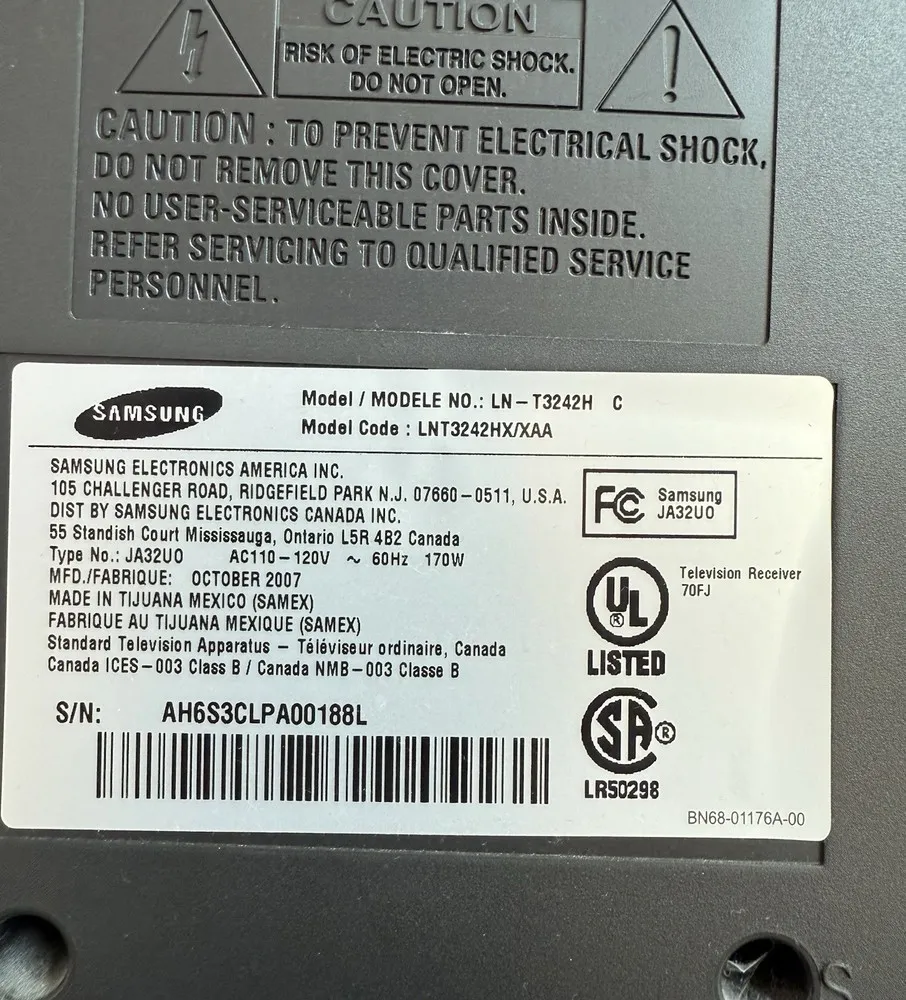 CAUTION
RISK OF ELECTRIC SHOCK.
DO NOT OPEN.
CAUTION : TO PREVENT ELECTRICAL SHOCK,
DO NOT REMOVE THIS COVER.
NO USER-SERVICEABLE PARTS INSIDE.
REFER SERVICING TO QUALIFIED SERVICE
PERSONNEL.
SAMSUNG
Model / MODELE NO.: LN-T3242H C
Model Code : LNT3242HX/XAA
SAMSUNG ELECTRONICS AMERICA INC.
105 CHALLENGER ROAD, RIDGEFIELD PARK N.J. 07660-0511, U.S.A.
DIST BY SAMSUNG ELECTRONICS CANADA INC.
55 Standish Court Mississauga, Ontario L5R 4B2 Canada
Type No.: JA32UO AC110-120V ~ 60Hz 170W
MFD./FABRIQUE: OCTOBER 2007
MADE IN TIJUANA MEXICO (SAMEX)
FABRIQUE AU TIJUANA MEXIQUE (SAMEX)
Standard Television Apparatus - Téléviseur ordinaire, Canada
Canada ICES-003 Class B / Canada NMB-003 Classe B
S/N: AH6S3CLPA00188L
FC Samsung
JA32UO
UL ®
LISTED
Television Receiver
70FJ
SA ®
LR50298
BN68-01176A-00
S